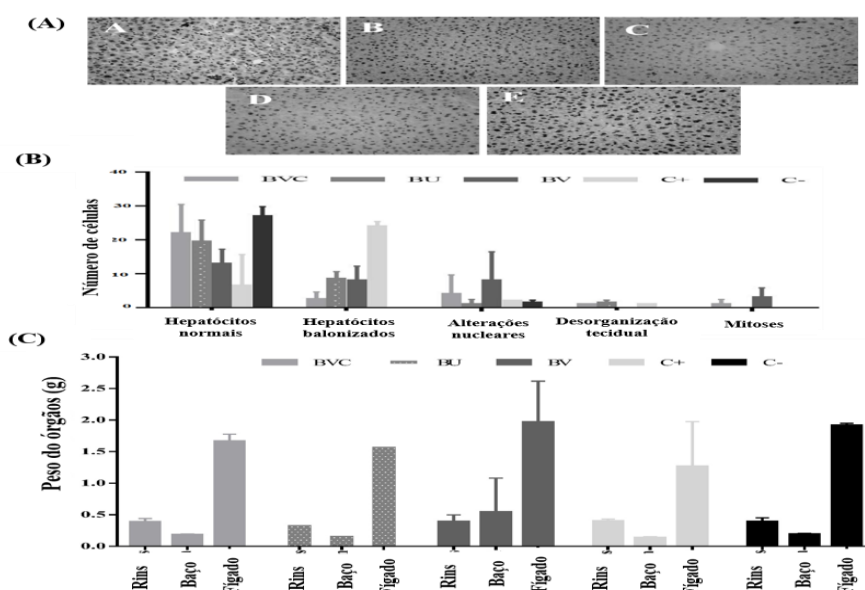 (A)
A B C
D E
(B)
Número de células
40
30
20
10
0
BVC BU BV C+ C-
Hepatócitos normais
Hepatócitos balonizados
Alterações nucleares
Desorganização tecidual
Mitoses
(C)
Peso do órgãos (g)
3.0
2.5
2.0
1.5
1.0
0.5
0.0
BVC BU BV C+ C-
Rins Baço Fígado Rins Baço Fígado Rins Baço Fígado Rins Baço Fígado Rins Baço Fígado